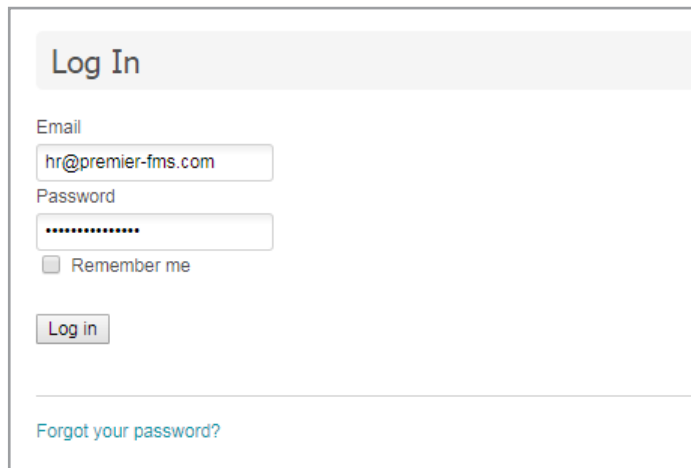 Log In
Email
hr@premier-fms.com
Password
•••••••••••••••
Remember me
Log in
Forgot your password?